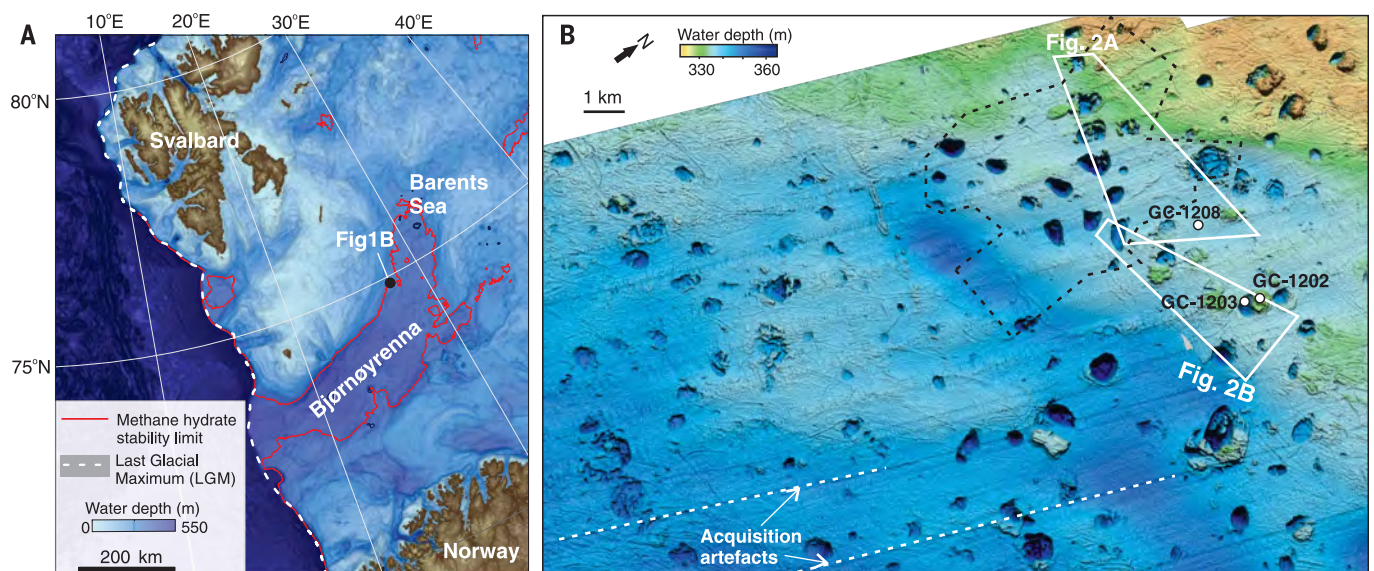 A
10°E
20°E
30°E
40°E
80°N
Svalbard
Barents
Sea
Fig1B
75°N
Bjørnøyrenna
Methane hydrate
stability limit
Last Glacial
Maximum (LGM)
Water depth (m)
0 550
200 km
Norway
B
N
Water depth (m)
330 360
1 km
Fig. 2A
GC-1208
GC-1202
GC-1203
Fig. 2B
Acquisition
artefacts